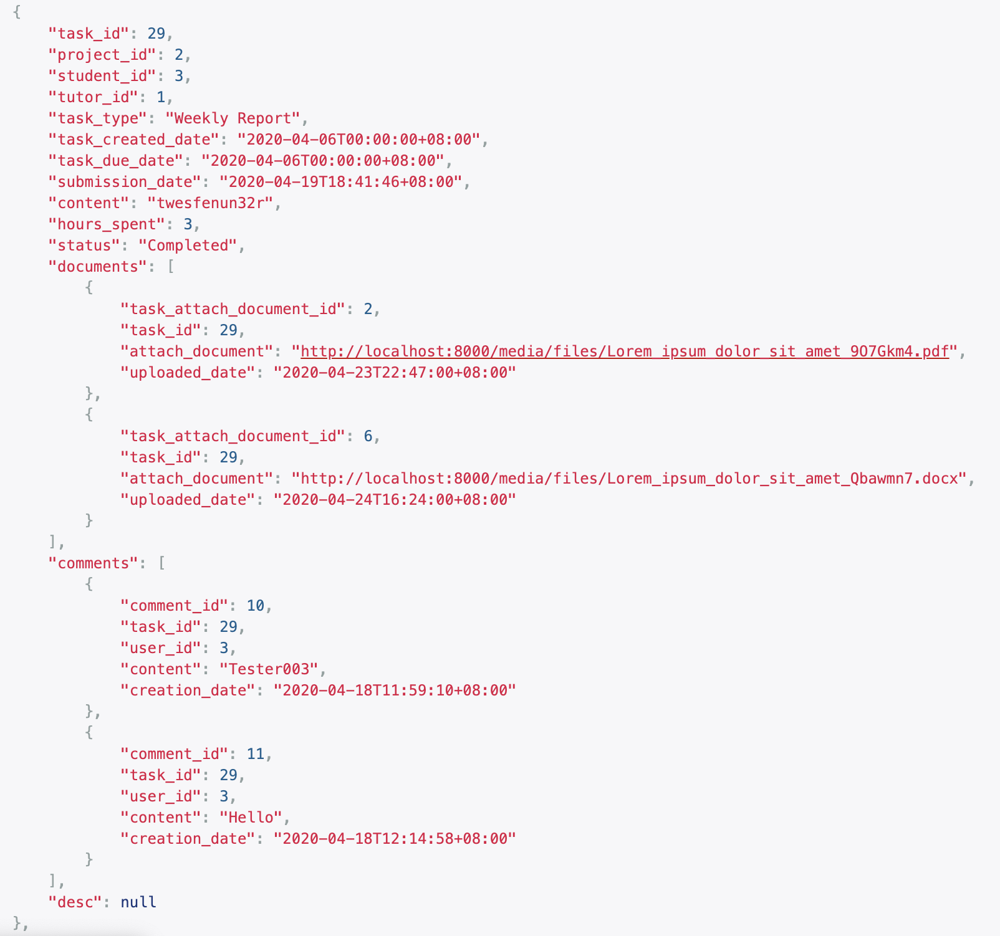 {
    "task_id": 29,
    "project_id": 2,
    "student_id": 3,
    "tutor_id": 1,
    "task_type": "Weekly Report",
    "task_created_date": "2020-04-06T00:00:00+08:00",
    "task_due_date": "2020-04-06T00:00:00+08:00",
    "submission_date": "2020-04-19T18:41:46+08:00",
    "content": "twesfenun32r",
    "hours_spent": 3,
    "status": "Completed",
    "documents": [
        {
            "task_attach_document_id": 2,
            "task_id": 29,
            "attach_document": "http://localhost:8000/media/files/Lorem_ipsum_dolor_sit_amet_9O7Gkm4.pdf",
            "uploaded_date": "2020-04-23T22:47:00+08:00"
        },
        {
            "task_attach_document_id": 6,
            "task_id": 29,
            "attach_document": "http://localhost:8000/media/files/Lorem_ipsum_dolor_sit_amet_Qbawmn7.docx",
            "uploaded_date": "2020-04-24T16:24:00+08:00"
        }
    ],
    "comments": [
        {
            "comment_id": 10,
            "task_id": 29,
            "user_id": 3,
            "content": "Tester003",
            "creation_date": "2020-04-18T11:59:10+08:00"
        },
        {
            "comment_id": 11,
            "task_id": 29,
            "user_id": 3,
            "content": "Hello",
            "creation_date": "2020-04-18T12:14:58+08:00"
        }
    ],
    "desc": null
},